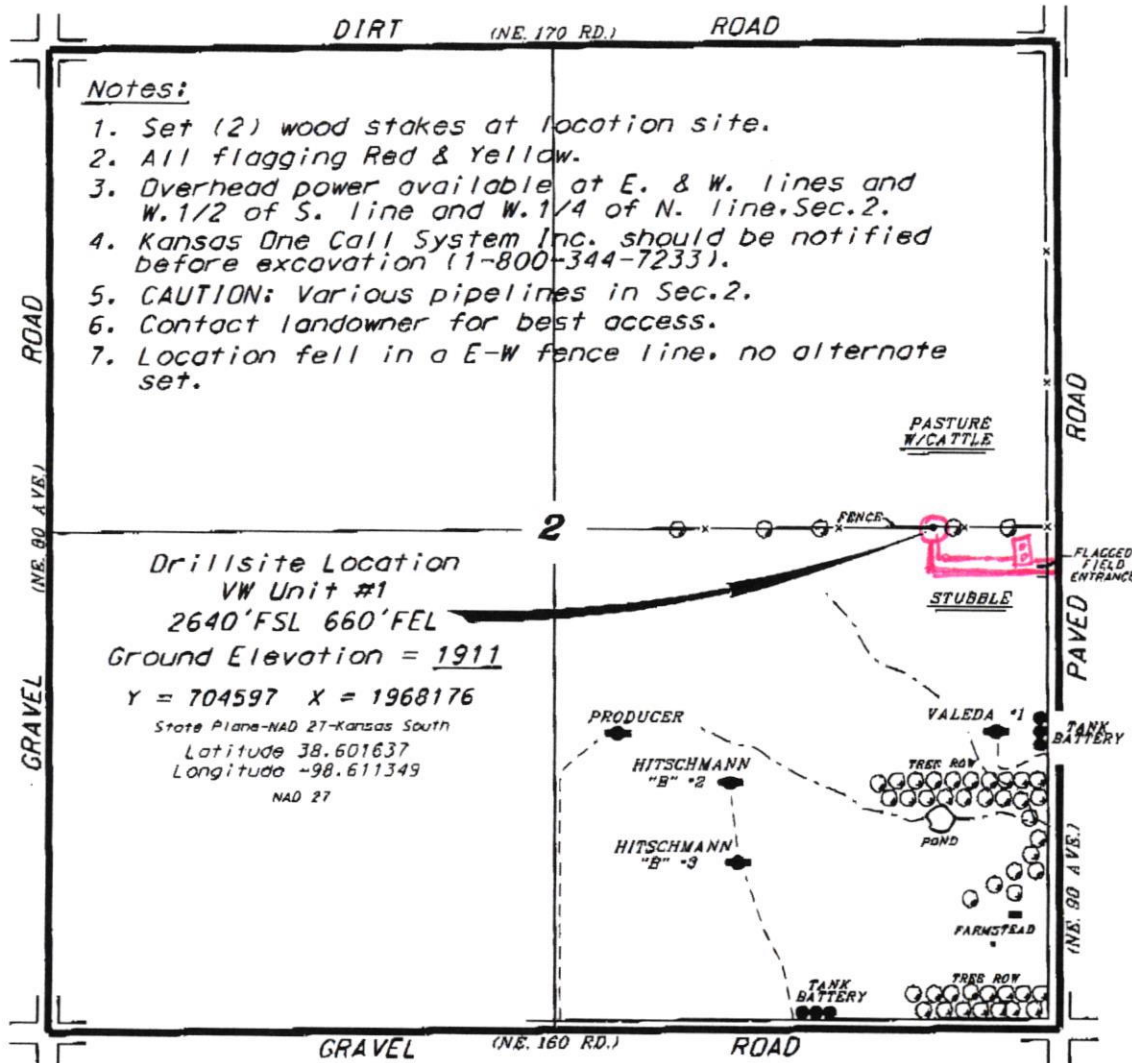 DIRT (NE. 170 RD.) ROAD
Notes:
1. Set (2) wood stakes at location site.
2. All flagging Red & Yellow.
3. Overhead power available at E. & W. lines and
W. 1/2 of S. line and W. 1/4 of N. line, Sec. 2.
4. Kansas One Call System Inc. should be notified
before excavation (1-800-344-7233).
5. CAUTION: Various pipelines in Sec. 2.
6. Contact landowner for best access.
7. Location fell in a E-W fence line, no alternate
set.
GRAVEL (NE. 80 AVE.) ROAD
PAVED ROAD
(NE. 90 AVE.)
PASTURE
W/CATTLE
2
FENCE
FLAGGED
FIELD
ENTRANCE
STUBBLE
Drillsite Location
VW Unit #1
2640'FSL 660'FEL
Ground Elevation = 1911
Y = 704597 X = 1968176
State Plane-NAD 27-Kansas South
Latitude 38.601637
Longitude -98.611349
NAD 27
PRODUCER
VALEDA #1
TANK
BATTERY
HITSCHMANN
"B" #2
TREE ROW
POND
HITSCHMANN
"B" #3
FARMSTEAD
TREE ROW
TANK
BATTERY
GRAVEL (NE. 160 RD.) ROAD